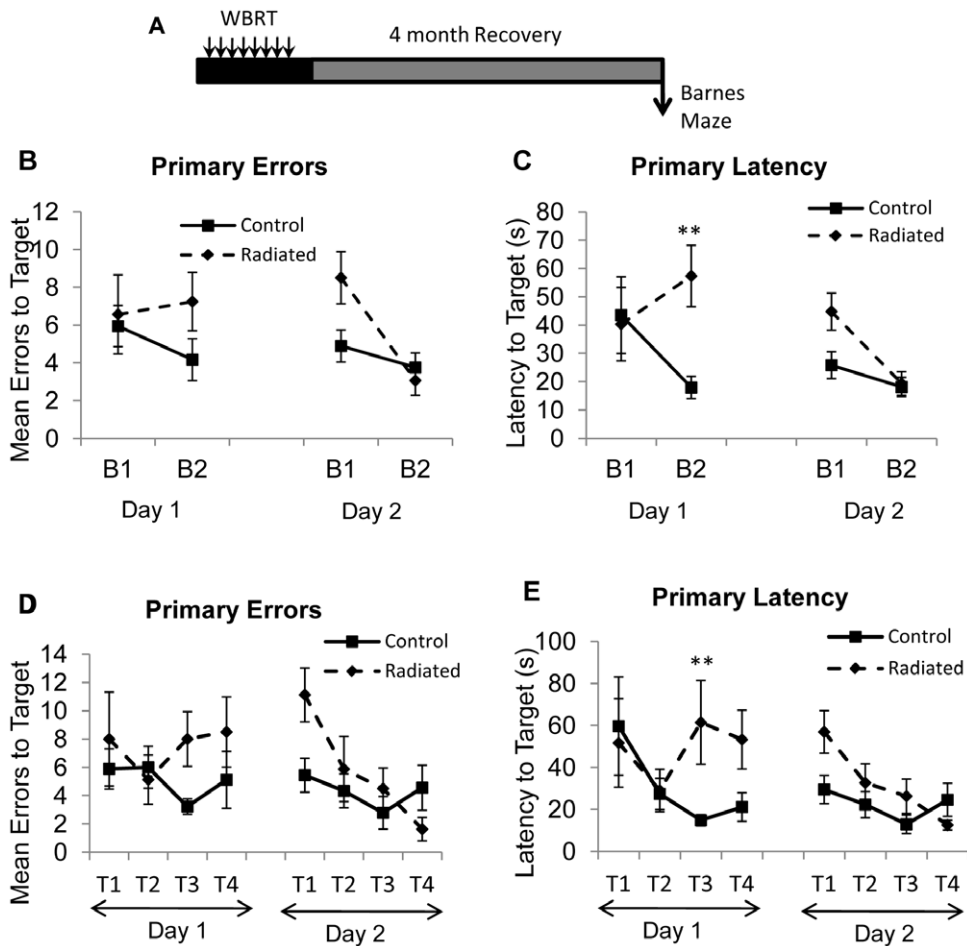 A
WBRT
4 month Recovery
Barnes
Maze
B
Primary Errors
Mean Errors to Target
12
10
8
6
4
2
0
Control
Radiated
B1 B2 B1 B2
Day 1 Day 2
C
Primary Latency
Latency to Target (s)
80
70
60
50
40
30
20
10
0
**
Control
Radiated
B1 B2 B1 B2
Day 1 Day 2
D
Primary Errors
Mean Errors to Target
14
12
10
8
6
4
2
0
Control
Radiated
T1 T2 T3 T4 T1 T2 T3 T4
Day 1 Day 2
E
Primary Latency
Latency to Target (s)
100
80
60
40
20
0
**
Control
Radiated
T1 T2 T3 T4 T1 T2 T3 T4
Day 1 Day 2